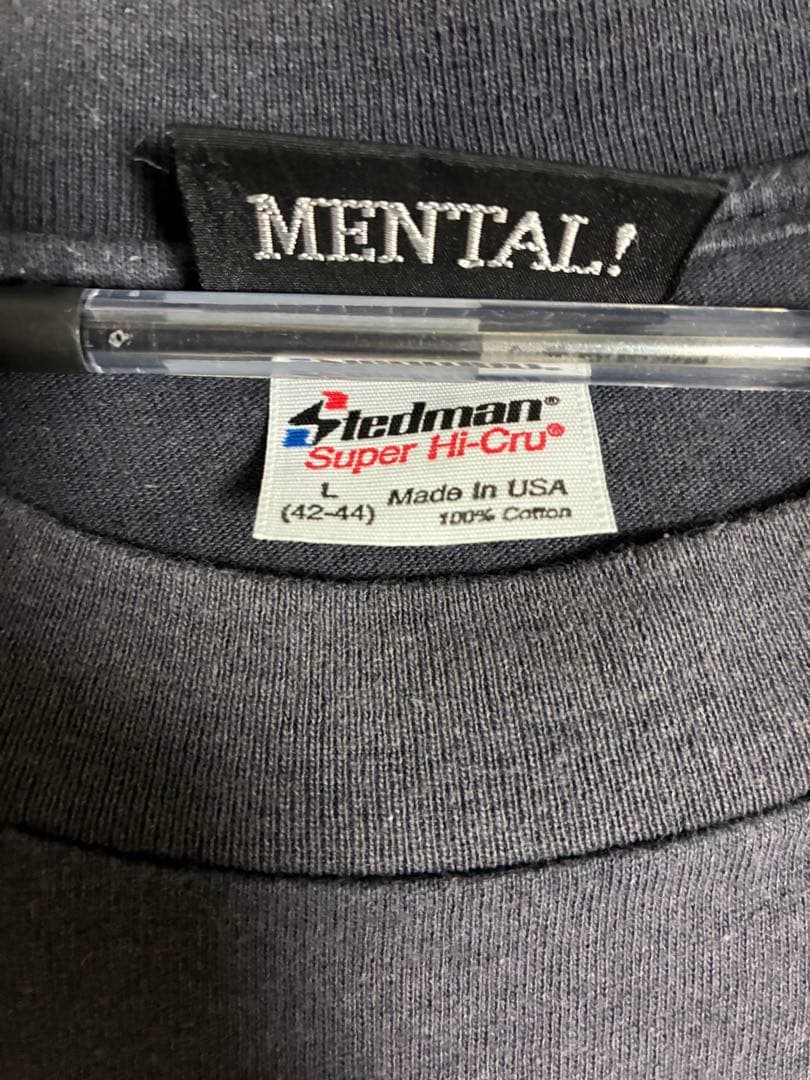 MENTAL!
Stedman®
Super Hi-Cru®
L
(42-44)
Made In USA
100% Cotton